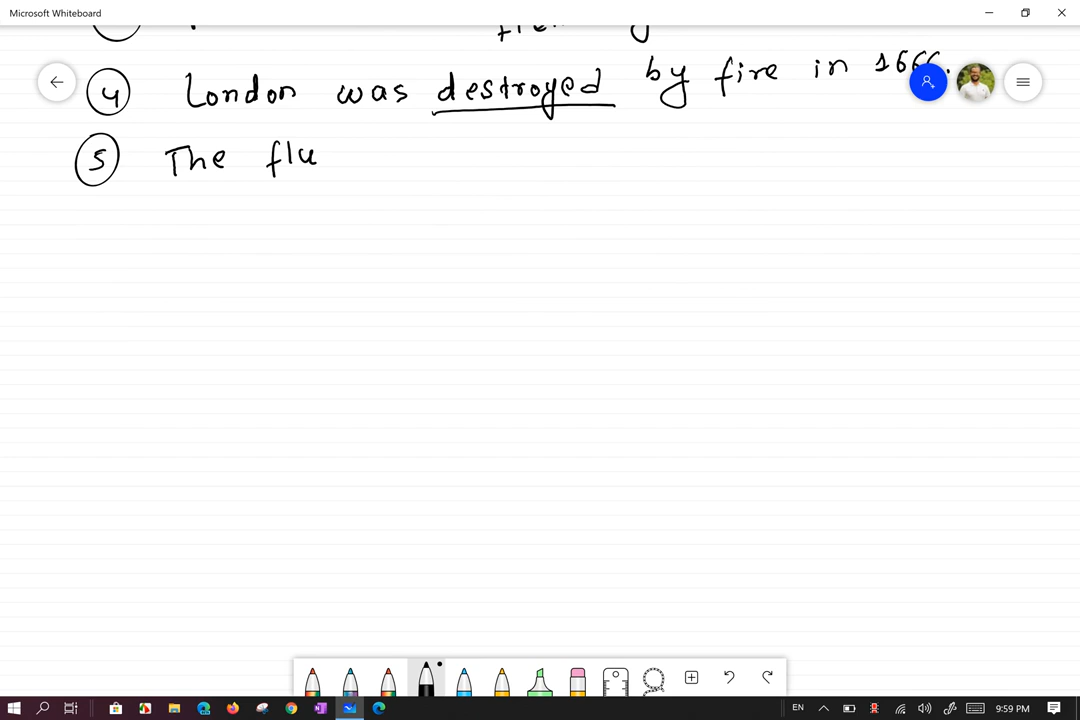 Microsoft Whiteboard
4 London was destroyed by fire in 1666.
5 The flu
EN 9:59 PM